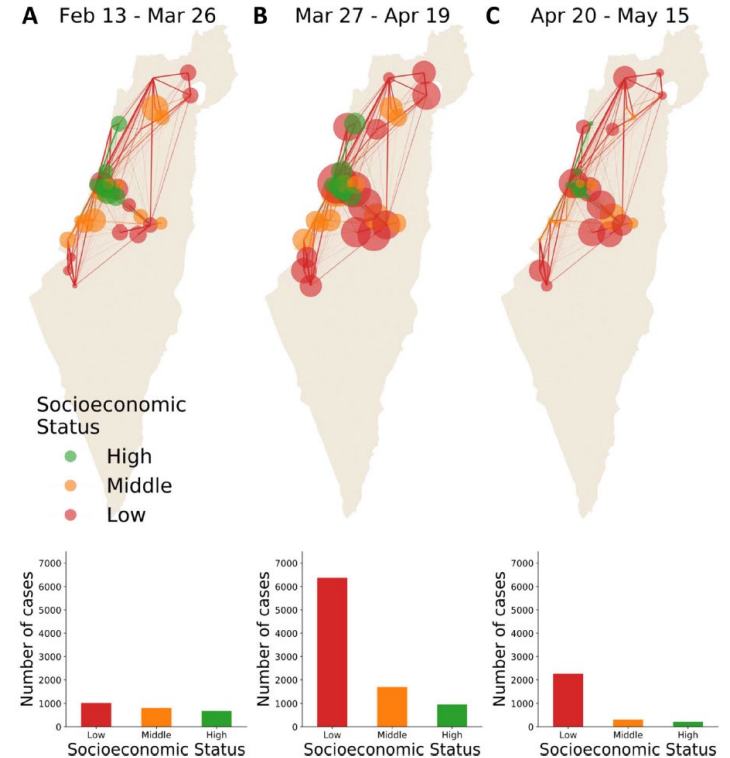 A Feb 13 - Mar 26
B Mar 27 - Apr 19
C Apr 20 - May 15
Socioeconomic
Status
High
Middle
Low
Number of cases
7000
6000
5000
4000
3000
2000
1000
0
Low Middle High
Socioeconomic Status
Number of cases
7000
6000
5000
4000
3000
2000
1000
0
Low Middle High
Socioeconomic Status
Number of cases
7000
6000
5000
4000
3000
2000
1000
0
Low Middle High
Socioeconomic Status